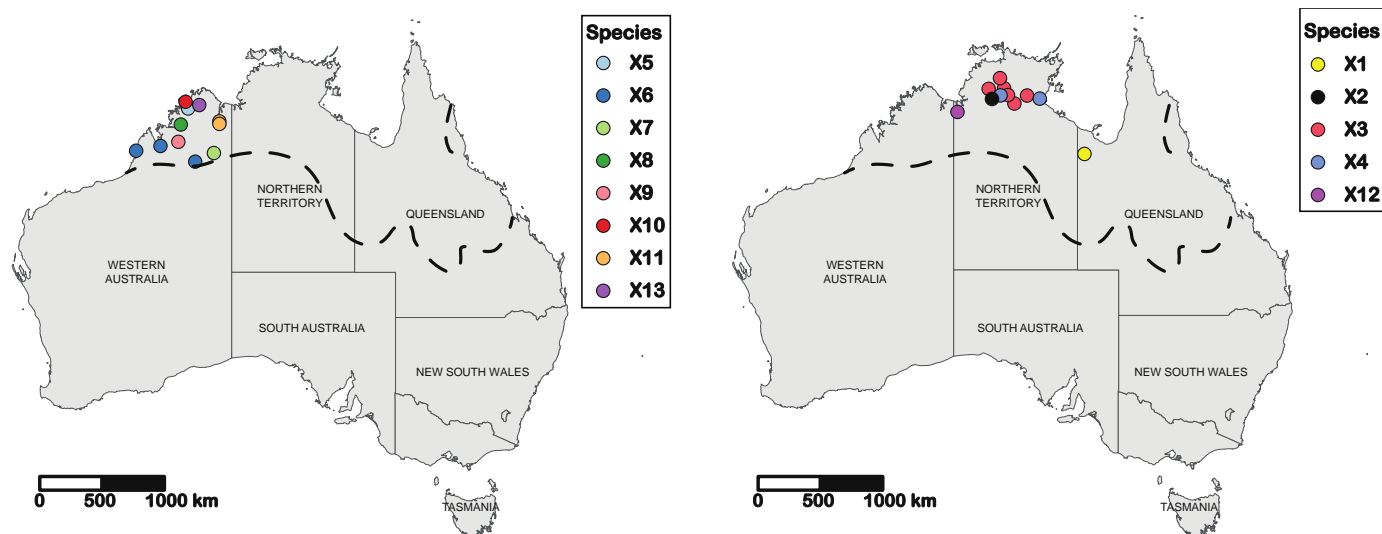 Species
X5
X6
X7
X8
X9
X10
X11
X13
NORTHERN
TERRITORY
QUEENSLAND
WESTERN
AUSTRALIA
SOUTH AUSTRALIA
NEW SOUTH WALES
TASMANIA
0 500 1000 km
Species
X1
X2
X3
X4
X12
NORTHERN
TERRITORY
QUEENSLAND
WESTERN
AUSTRALIA
SOUTH AUSTRALIA
NEW SOUTH WALES
TASMANIA
0 500 1000 km